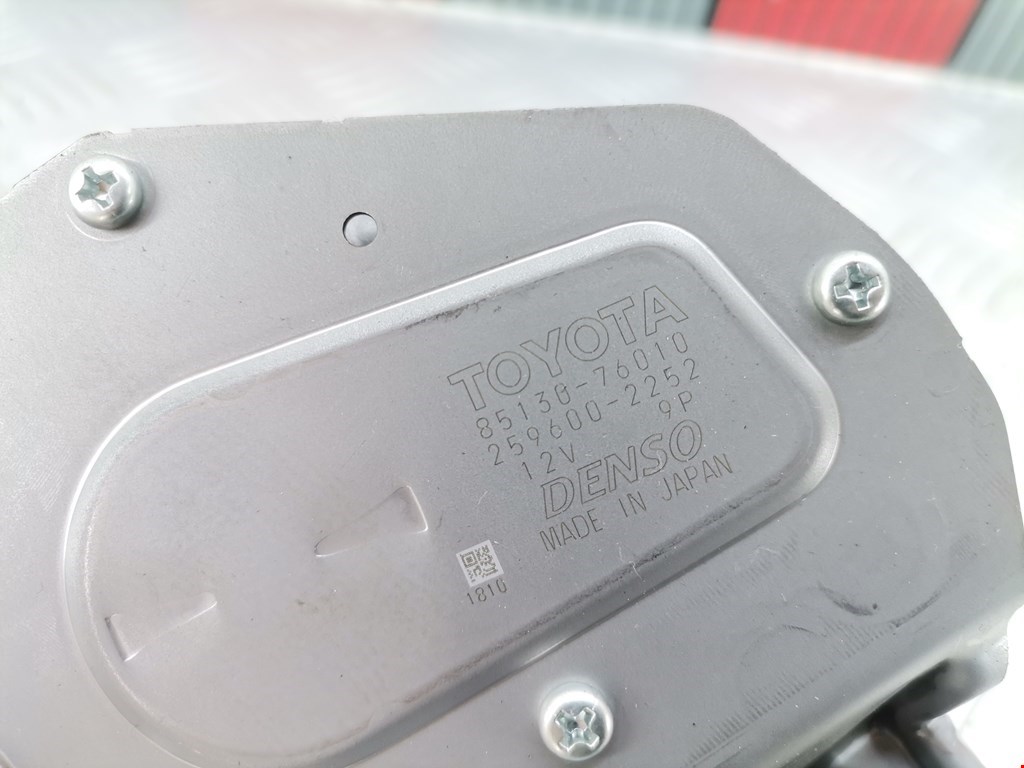 TOYOTA
85130-76010
259600-2252
12V 9P
DENSO
MADE IN JAPAN
1810